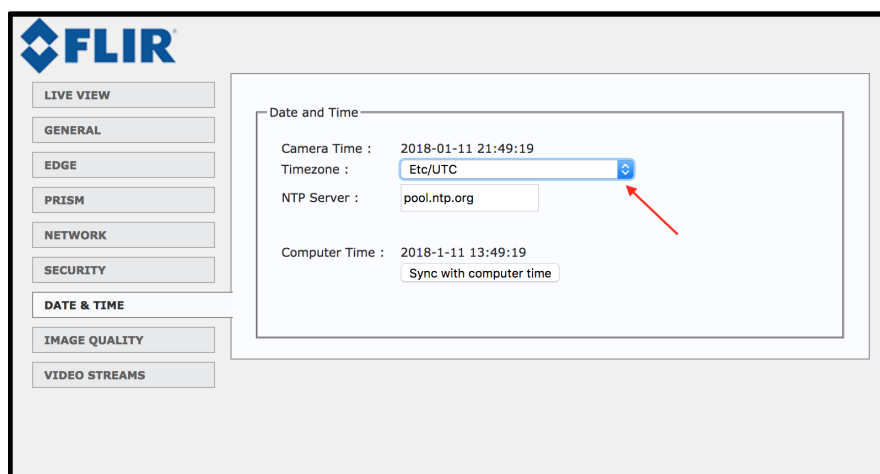 FLIR
LIVE VIEW
GENERAL
EDGE
PRISM
NETWORK
SECURITY
DATE & TIME
IMAGE QUALITY
VIDEO STREAMS
Date and Time
Camera Time : 2018-01-11 21:49:19
Timezone : Etc/UTC
NTP Server : pool.ntp.org
Computer Time : 2018-1-11 13:49:19
Sync with computer time